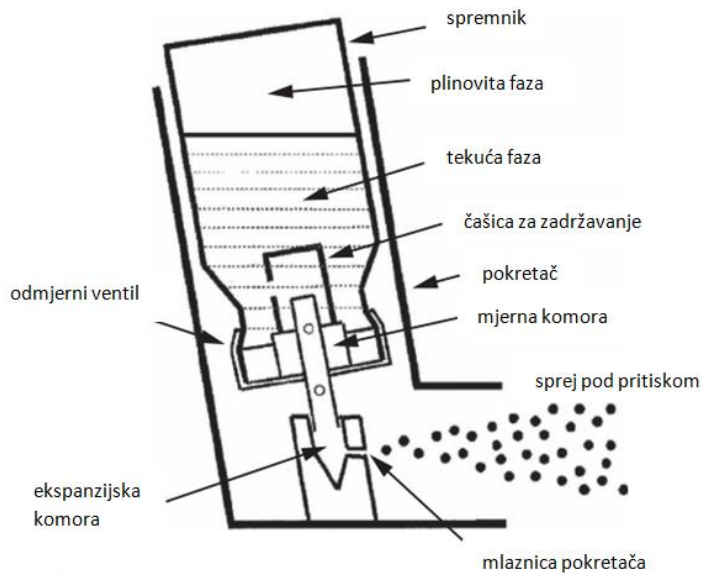 spremnik
plinovita faza
tekuća faza
čašica za zadržavanje
pokretač
odmjerni ventil
mjerna komora
sprej pod pritiskom
ekspanzijska
komora
mlaznica pokretača